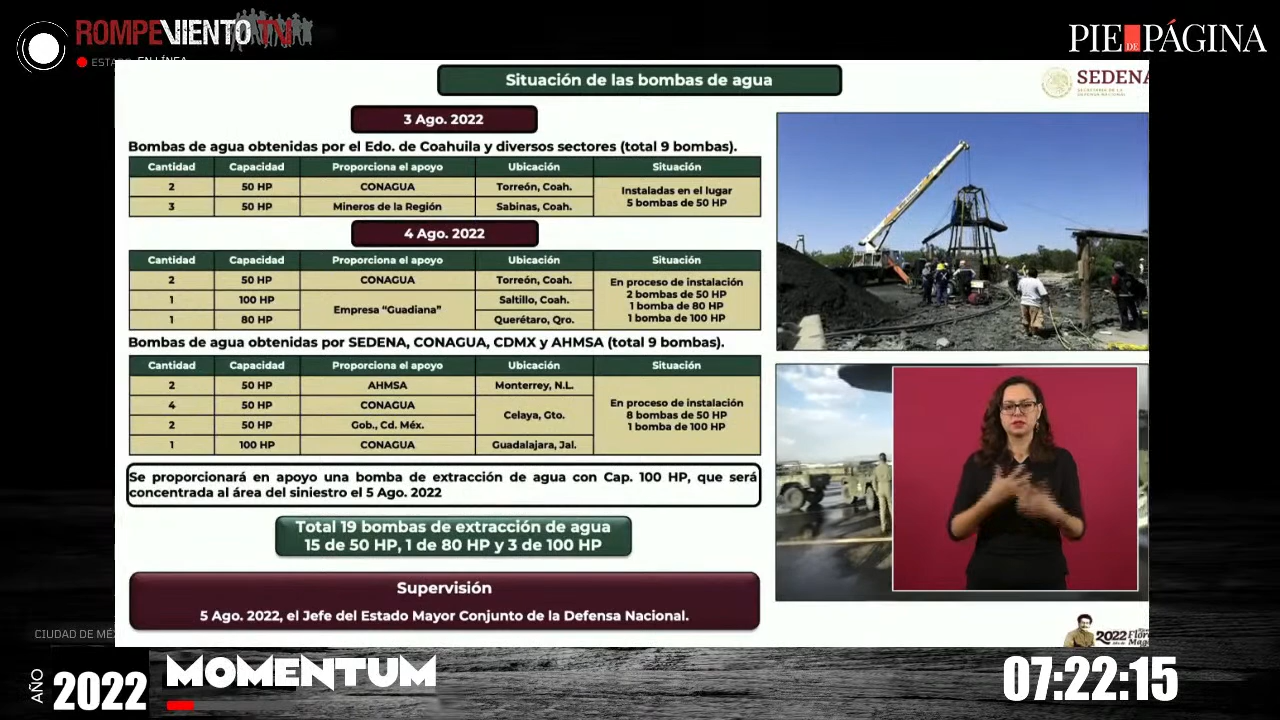 ROMPEVIENTO TV
PIE DE PÁGINA
EN LÍNEA
Situación de las bombas de agua
SEDENA
SECRETARÍA DE LA
DEFENSA NACIONAL
3 Ago. 2022
Bombas de agua obtenidas por el Edo. de Coahuila y diversos sectores (total 9 bombas).
Cantidad Capacidad Proporciona el apoyo Ubicación Situación
2 50 HP CONAGUA Torreón, Coah.
3 50 HP Mineros de la Región Sabinas, Coah.
Instaladas en el lugar
5 bombas de 50 HP
4 Ago. 2022
Cantidad Capacidad Proporciona el apoyo Ubicación Situación
2 50 HP CONAGUA Torreón, Coah.
1 100 HP Empresa “Guadiana” Saltillo, Coah.
1 80 HP Querétaro, Qro.
En proceso de instalación
2 bombas de 50 HP
1 bomba de 80 HP
1 bomba de 100 HP
Bombas de agua obtenidas por SEDENA, CONAGUA, CDMX y AHMSA (total 9 bombas).
Cantidad Capacidad Proporciona el apoyo Ubicación Situación
2 50 HP AHMSA Monterrey, N.L.
4 50 HP CONAGUA Celaya, Gto.
2 50 HP Gob., Cd. Méx.
1 100 HP CONAGUA Guadalajara, Jal.
En proceso de instalación
8 bombas de 50 HP
1 bomba de 100 HP
Se proporcionará en apoyo una bomba de extracción de agua con Cap. 100 HP, que será
concentrada al área del siniestro el 5 Ago. 2022
Total 19 bombas de extracción de agua
15 de 50 HP, 1 de 80 HP y 3 de 100 HP
Supervisión
5 Ago. 2022, el Jefe del Estado Mayor Conjunto de la Defensa Nacional.
2022
CIUDAD DE MÉ
AÑO
2022
MOMENTUM
07:22:15